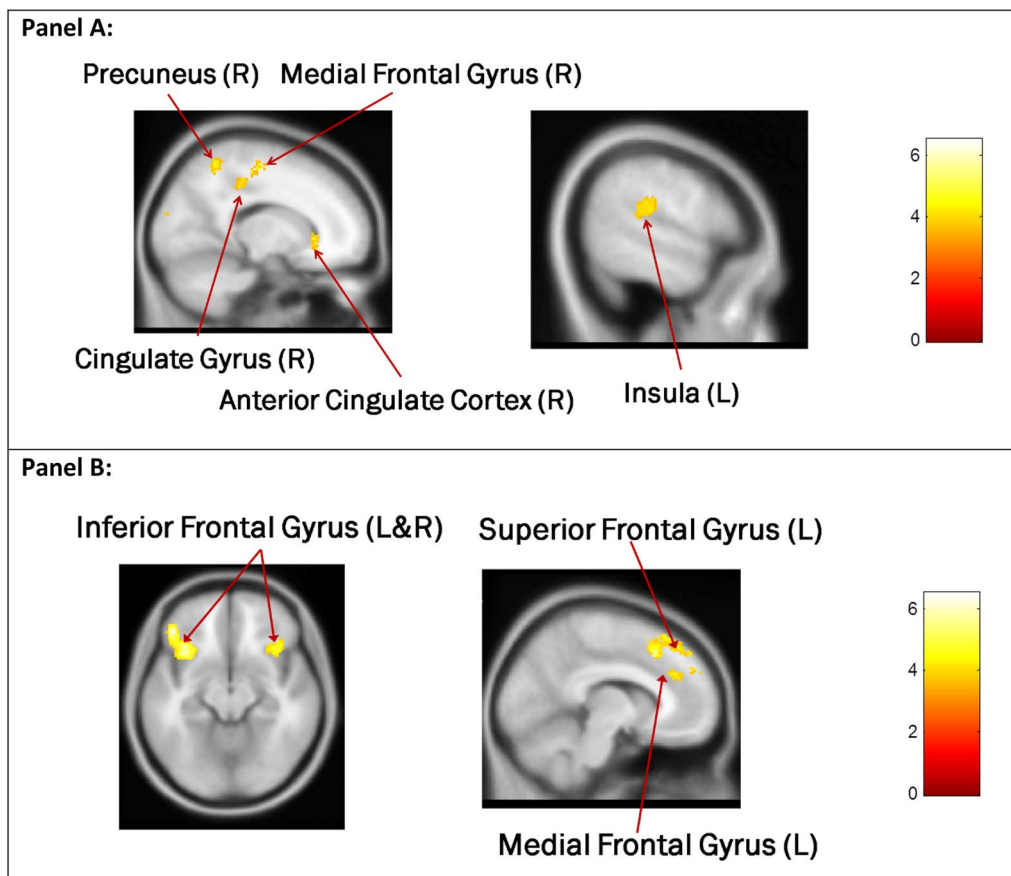 Panel A:
Precuneus (R)
Medial Frontal Gyrus (R)
6
4
2
0
Cingulate Gyrus (R)
Anterior Cingulate Cortex (R)
Insula (L)
Panel B:
Inferior Frontal Gyrus (L&R)
Superior Frontal Gyrus (L)
6
4
2
0
Medial Frontal Gyrus (L)